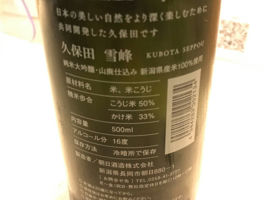 日本の美しい自然をより深く楽しむために
共同開発した久保田です
久保田 雪峰 KUBOTA SEPPOU
純米大吟醸・山廃仕込み 新潟県産米100%使用
原材料名 米、米こうじ
精米歩合 こうじ米 50%
かけ米 33%
内容量 500ml
アルコール分 16度
保存方法 冷暗所で保存
製造者：朝日酒造株式会社
新潟県長岡市朝日880-1